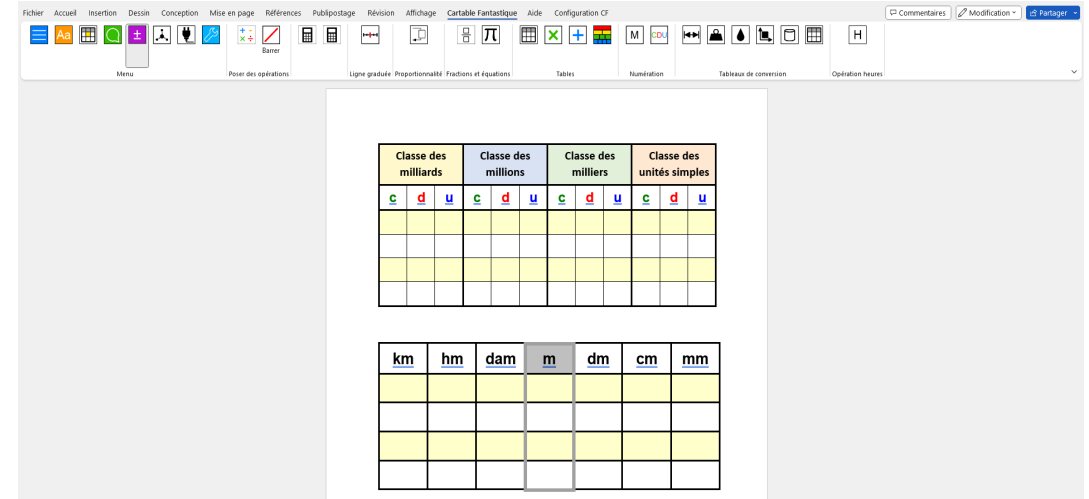 Fichier Accueil Insertion Dessin Conception Mise en page Références Publipostage Révision Affichage Cartable Fantastique Aide Configuration CF Commentaires Modification Partager
Aa ± M CDU H
Barrer
Menu Poser des opérations Ligne graduée Proportionnalité Fractions et équations Tables Numération Tableaux de conversion Opération heures
Classe des Classe des Classe des Classe des
milliards millions milliers unités simples
c d u c d u c d u c d u
km hm dam m dm cm mm